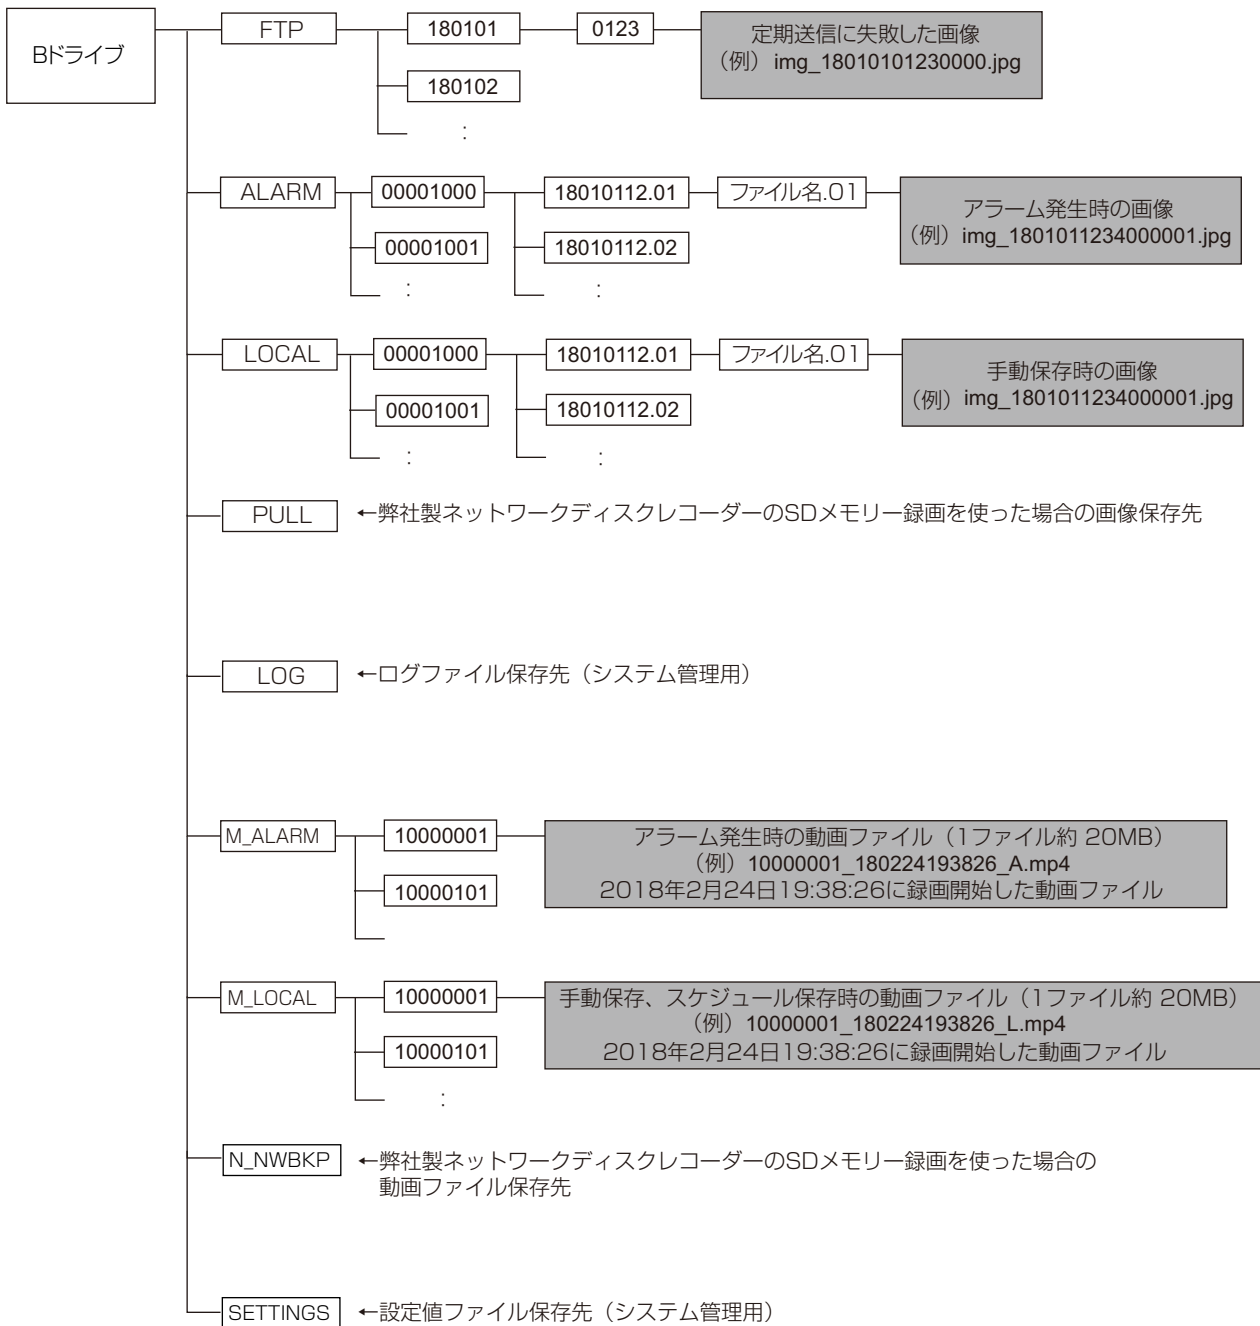 Bドライブ
FTP
180101
0123
定期送信に失敗した画像
（例）img_18010101230000.jpg
180102
：
ALARM
00001000
18010112.01
ファイル名.01
アラーム発生時の画像
（例）img_1801011234000001.jpg
00001001
18010112.02
：
：
LOCAL
00001000
18010112.01
ファイル名.01
手動保存時の画像
（例）img_1801011234000001.jpg
00001001
18010112.02
：
：
PULL
←弊社製ネットワークディスクレコーダーのSDメモリー録画を使った場合の画像保存先
LOG
←ログファイル保存先（システム管理用）
M_ALARM
10000001
アラーム発生時の動画ファイル（1ファイル約 20MB）
（例）10000001_180224193826_A.mp4
2018年2月24日19:38:26に録画開始した動画ファイル
10000101
M_LOCAL
10000001
手動保存、スケジュール保存時の動画ファイル（1ファイル約 20MB）
（例）10000001_180224193826_L.mp4
2018年2月24日19:38:26に録画開始した動画ファイル
10000101
：
N_NWBKP
←弊社製ネットワークディスクレコーダーのSDメモリー録画を使った場合の
動画ファイル保存先
SETTINGS
←設定値ファイル保存先（システム管理用）